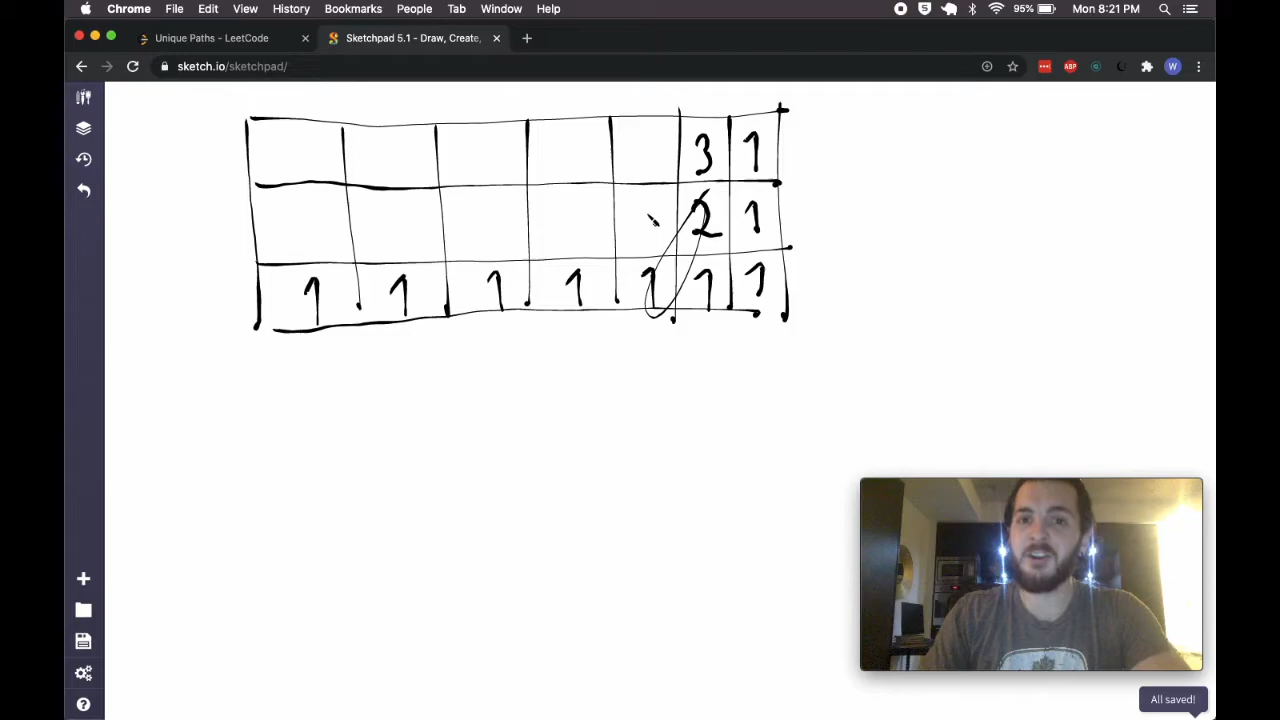 Chrome File Edit View History Bookmarks People Tab Window Help 95% Mon 8:21 PM
Unique Paths - LeetCode Sketchpad 5.1 - Draw, Create,
sketch.io/sketchpad/ ABP W
3 1
2 1
1 1 1 1 1 1 1
All saved!